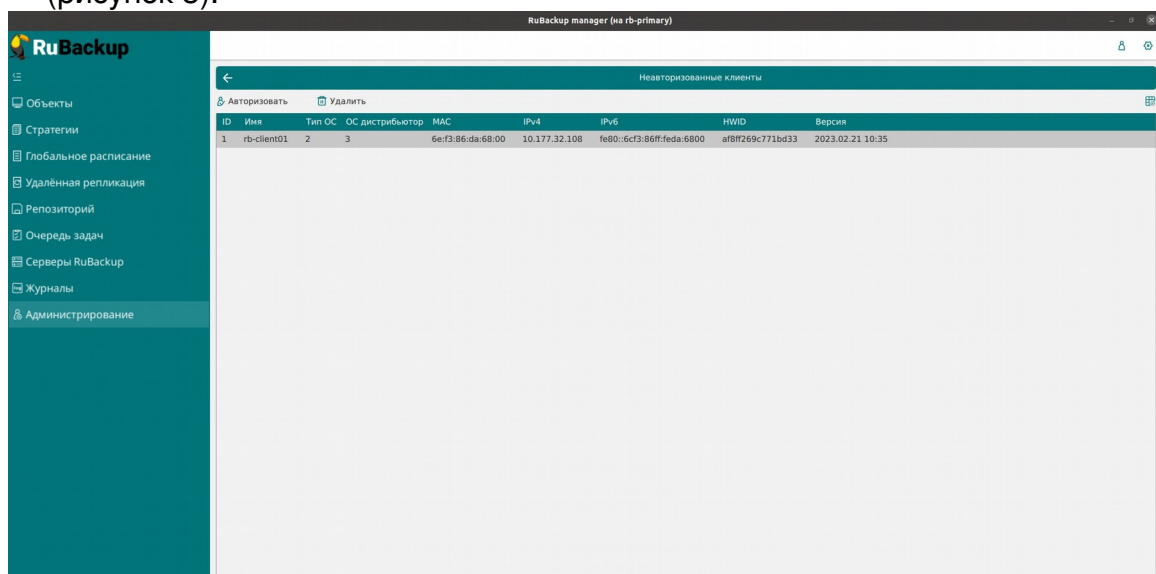 (рисунок 3).
RuBackup manager (на rb-primary)
RuBackup
Неавторизованные клиенты
Объекты
Авторизовать Удалить
ID Имя Тип ОС ОС дистрибьютор MAC IPv4 IPv6 HWID Версия
1 rb-client01 2 3 6e:f3:86:da:68:00 10.177.32.108 fe80::6cf3:86ff:feda:6800 af8ff269c771bd33 2023.02.21 10:35
Стратегии
Глобальное расписание
Удалённая репликация
Репозиторий
Очередь задач
Серверы RuBackup
Журналы
Администрирование